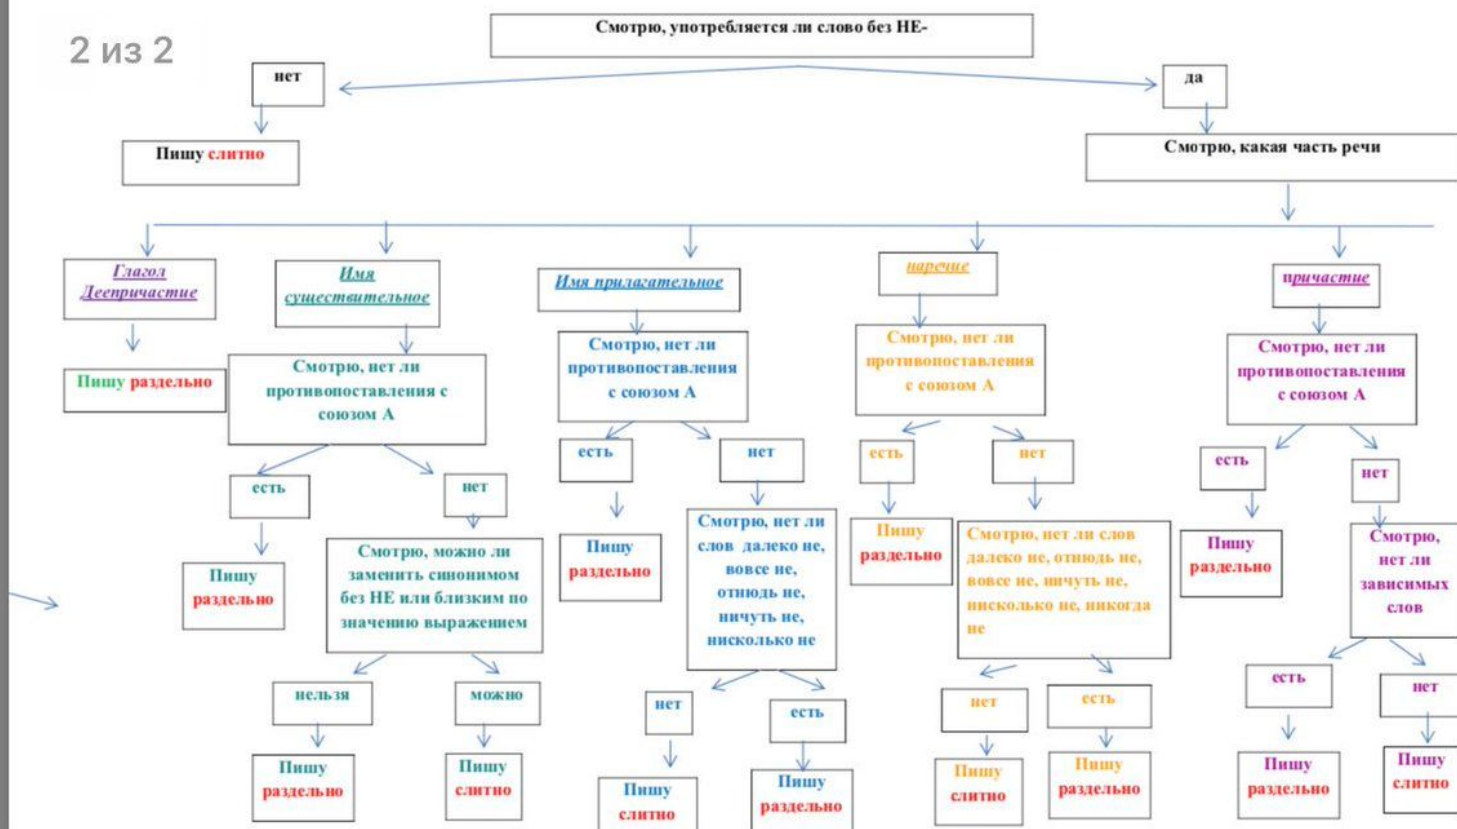 2 из 2
Смотрю, употребляется ли слово без НЕ-
нет
да
Пишу слитно
Смотрю, какая часть речи
Глагол
Деепричастие
Пишу раздельно
Имя
существительное
Смотрю, нет ли
противопоставления с
союзом А
есть
нет
Пишу
раздельно
Смотрю, можно ли
заменить синонимом
без НЕ или близким по
значению выражением
нельзя
можно
Пишу
раздельно
Пишу
слитно
Имя прилагательное
Смотрю, нет ли
противопоставления
с союзом А
есть
нет
Пишу
раздельно
Смотрю, нет ли
слов далеко не,
вовсе не,
отнюдь не,
ничуть не,
нисколько не
нет
есть
Пишу
слитно
Пишу
раздельно
наречие
Смотрю, нет ли
противопоставления
с союзом А
есть
нет
Пишу
раздельно
Смотрю, нет ли слов
далеко не, отнюдь не,
вовсе не, ничуть не,
нисколько не, никогда
не
нет
есть
Пишу
слитно
Пишу
раздельно
причастие
Смотрю, нет ли
противопоставления
с союзом А
есть
нет
Пишу
раздельно
Смотрю,
нет ли
зависимых
слов
есть
нет
Пишу
раздельно
Пишу
слитно